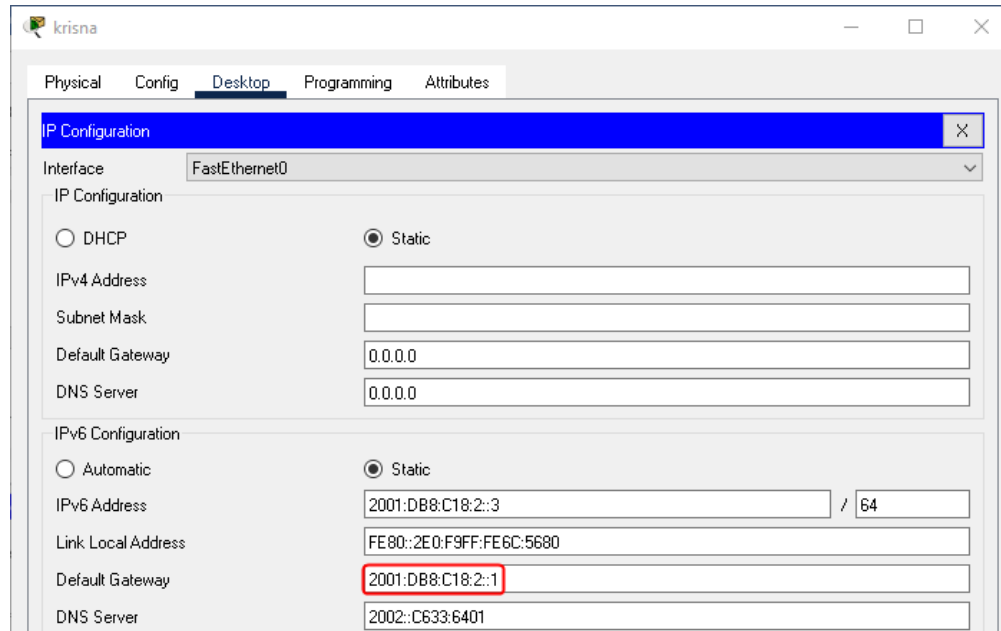 krisna
Physical Config Desktop Programming Attributes
IP Configuration X
Interface FastEthernet0
IP Configuration
DHCP Static
IPv4 Address
Subnet Mask
Default Gateway 0.0.0.0
DNS Server 0.0.0.0
IPv6 Configuration
Automatic Static
IPv6 Address 2001:DB8:C18:2::3 / 64
Link Local Address FE80::2E0:F9FF:FE6C:5680
Default Gateway 2001:DB8:C18:2::1
DNS Server 2002::C633:6401